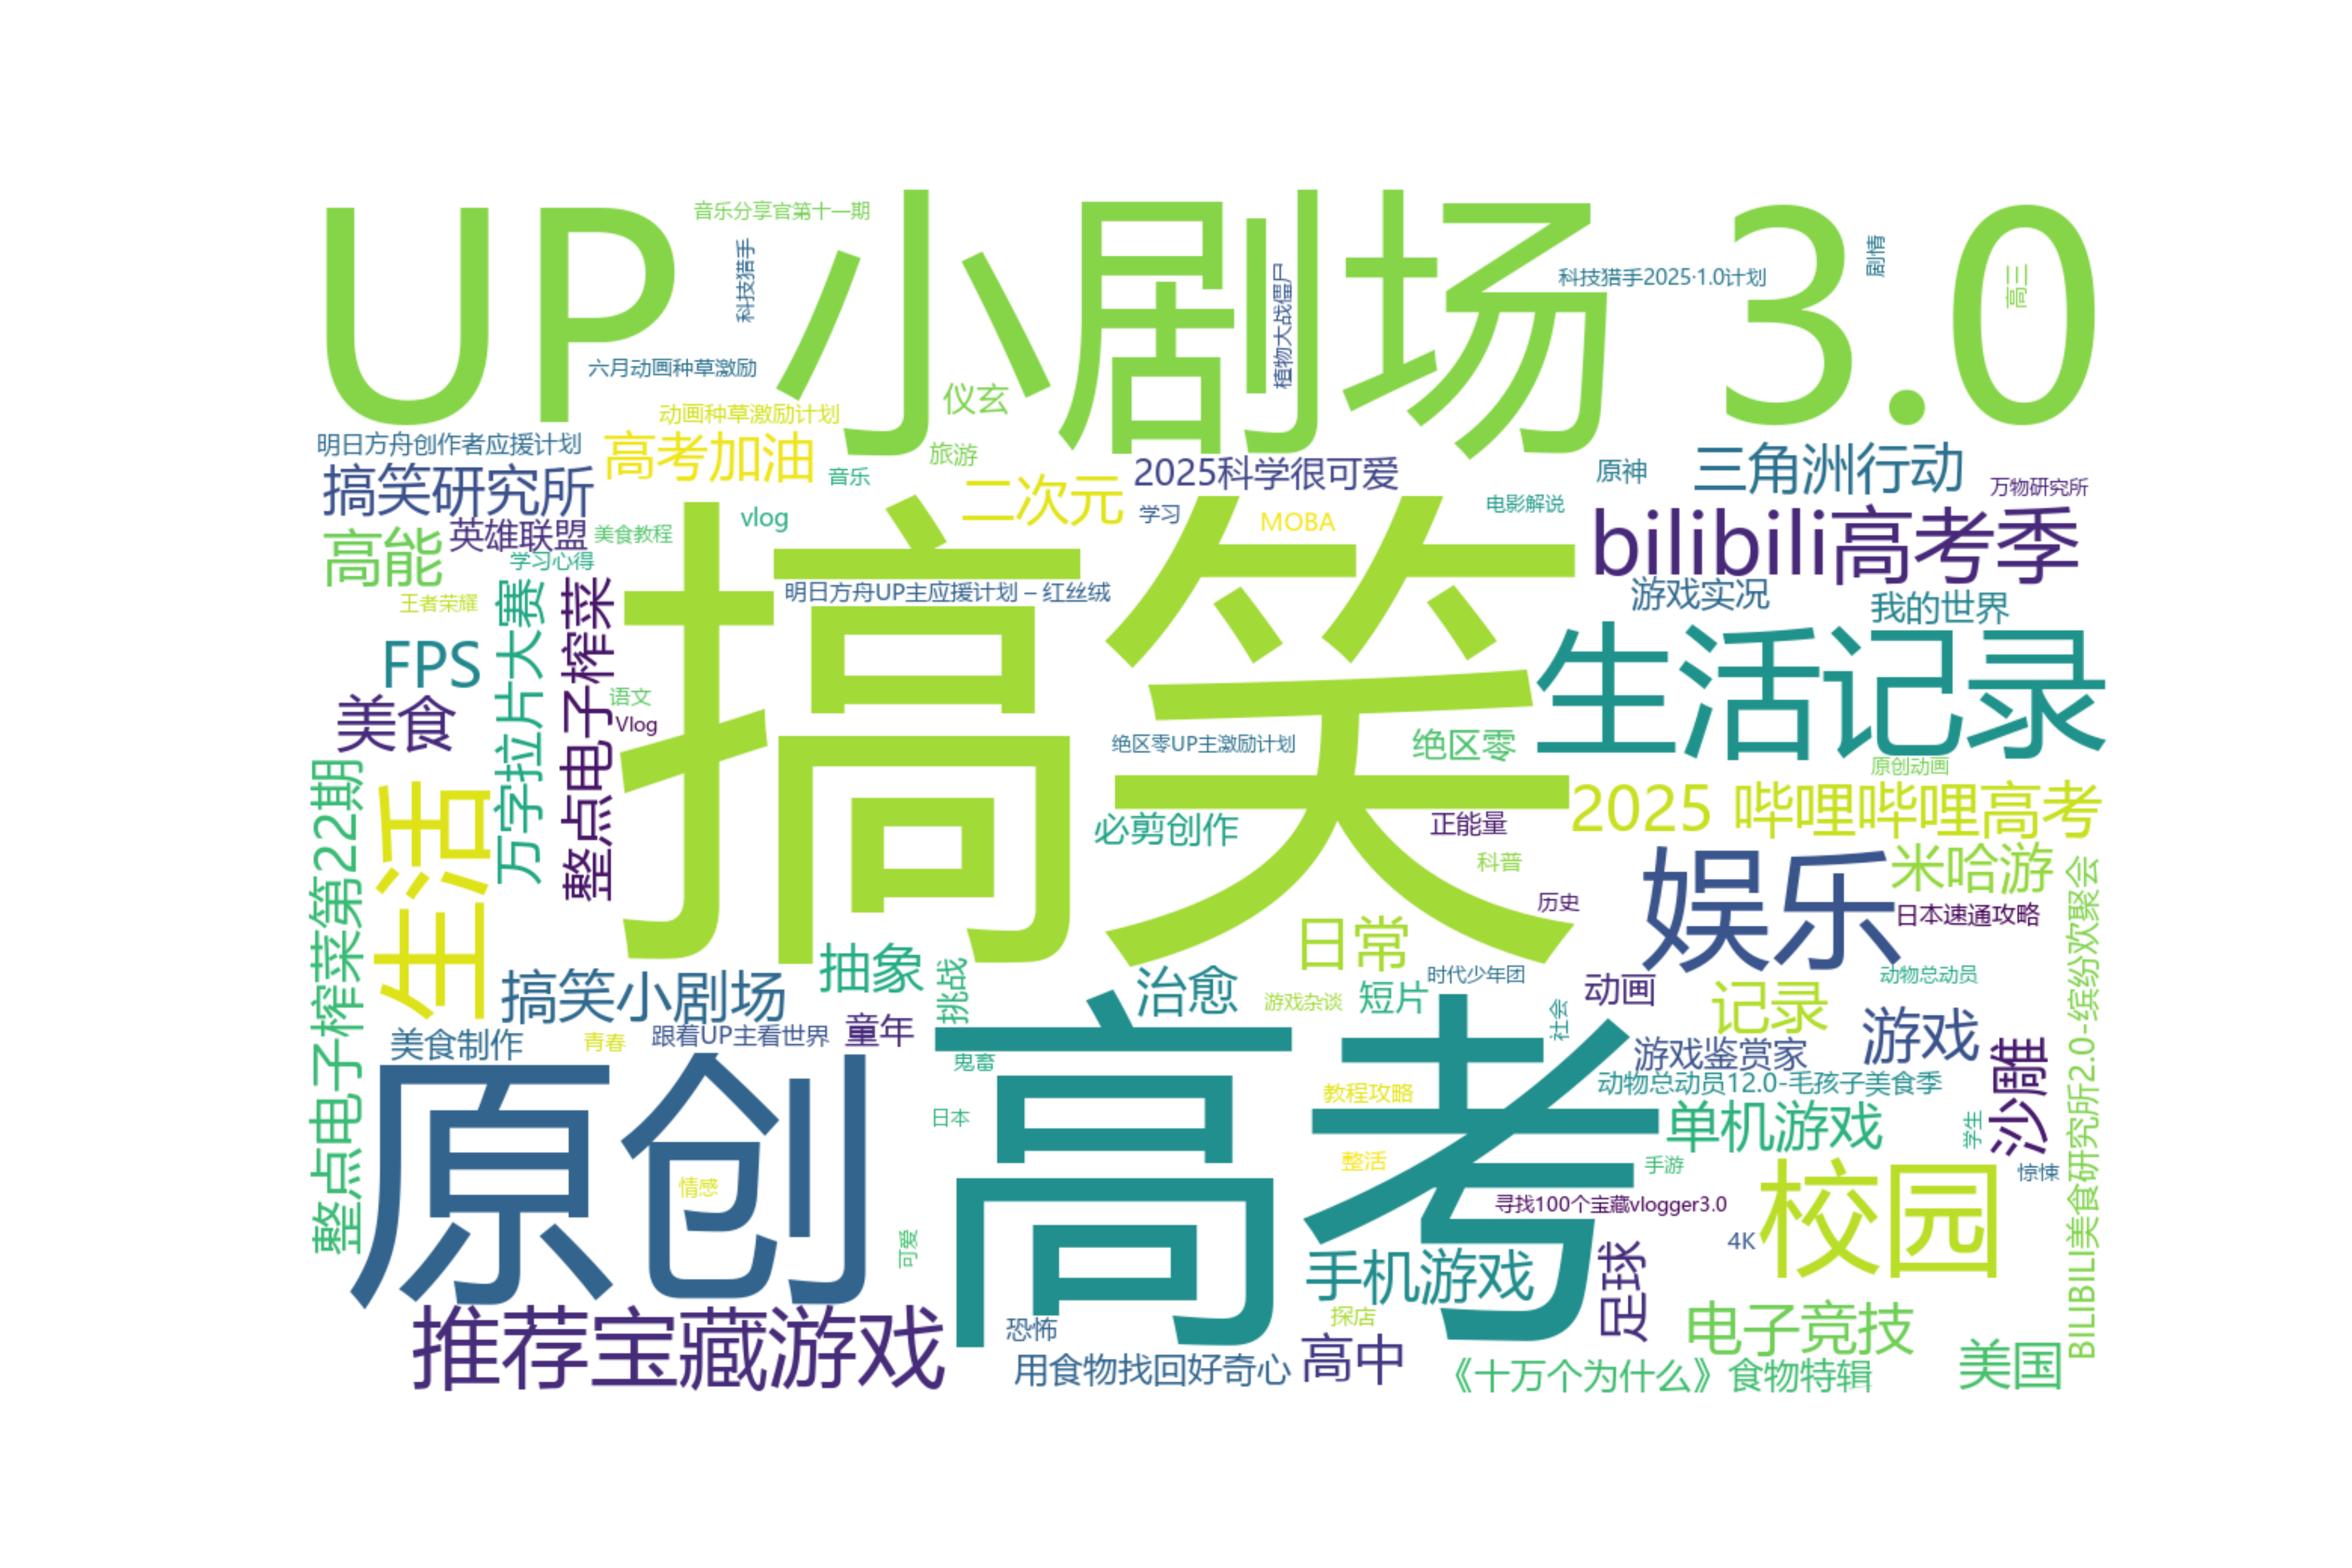 UP 小剧场 3.0
音乐分享官第十一期
科技猎手
植物大战僵尸
科技猎手2025·1.0计划
剧情
高三
六月动画种草激励
仪玄
动画种草激励计划
明日方舟创作者应援计划
高考加油
旅游
音乐
搞笑研究所
二次元
2025科学很可爱
原神
三角洲行动
万物研究所
电影解说
学习
MOBA
vlog
高能
英雄联盟
美食教程
学习心得
bilibili高考季
搞笑
明日方舟UP主应援计划 – 红丝绒
游戏实况
我的世界
王者荣耀
万字拉片大赛
整点电子榨菜
FPS
生活记录
语文
Vlog
美食
绝区零UP主激励计划
绝区零
原创动画
整点电子榨菜第22期
生活
2025 哔哩哔哩高考
必剪创作
正能量
科普
娱乐
米哈游
历史
日本速通攻略
BILIBILI美食研究所2.0-缤纷欢聚会
日常
抽象
挑战
治愈
时代少年团
动画
动物总动员
搞笑小剧场
游戏杂谈
短片
记录
社会
美食制作
青春
跟着UP主看世界
童年
游戏
游戏鉴赏家
沙雕
鬼畜
高考
原创
教程攻略
动物总动员12.0-毛孩子美食季
日本
单机游戏
学生
整活
手游
惊悚
情感
寻找100个宝藏vlogger3.0
校园
可爱
4K
手机游戏
足球
推荐宝藏游戏
恐怖
探店
电子竞技
用食物找回好奇心
高中
《十万个为什么》食物特辑
美国